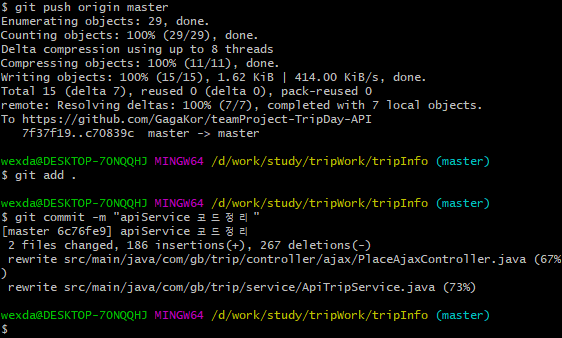 $ git push origin master
Enumerating objects: 29, done.
Counting objects: 100% (29/29), done.
Delta compression using up to 8 threads
Compressing objects: 100% (11/11), done.
Writing objects: 100% (15/15), 1.62 KiB | 414.00 KiB/s, done.
Total 15 (delta 7), reused 0 (delta 0), pack-reused 0
remote: Resolving deltas: 100% (7/7), completed with 7 local objects.
To https://github.com/GagaKor/teamProject-TripDay-API
   7f37f19..c70839c  master -> master

wexda@DESKTOP-7ONQQHJ MINGW64 /d/work/study/tripWork/tripInfo (master)
$ git add .

wexda@DESKTOP-7ONQQHJ MINGW64 /d/work/study/tripWork/tripInfo (master)
$ git commit -m "apiService 코드정리"
[master 6c76fe9] apiService 코드정리
 2 files changed, 186 insertions(+), 267 deletions(-)
 rewrite src/main/java/com/gb/trip/controller/ajax/PlaceAjaxController.java (67%
)
 rewrite src/main/java/com/gb/trip/service/ApiTripService.java (73%)

wexda@DESKTOP-7ONQQHJ MINGW64 /d/work/study/tripWork/tripInfo (master)
$